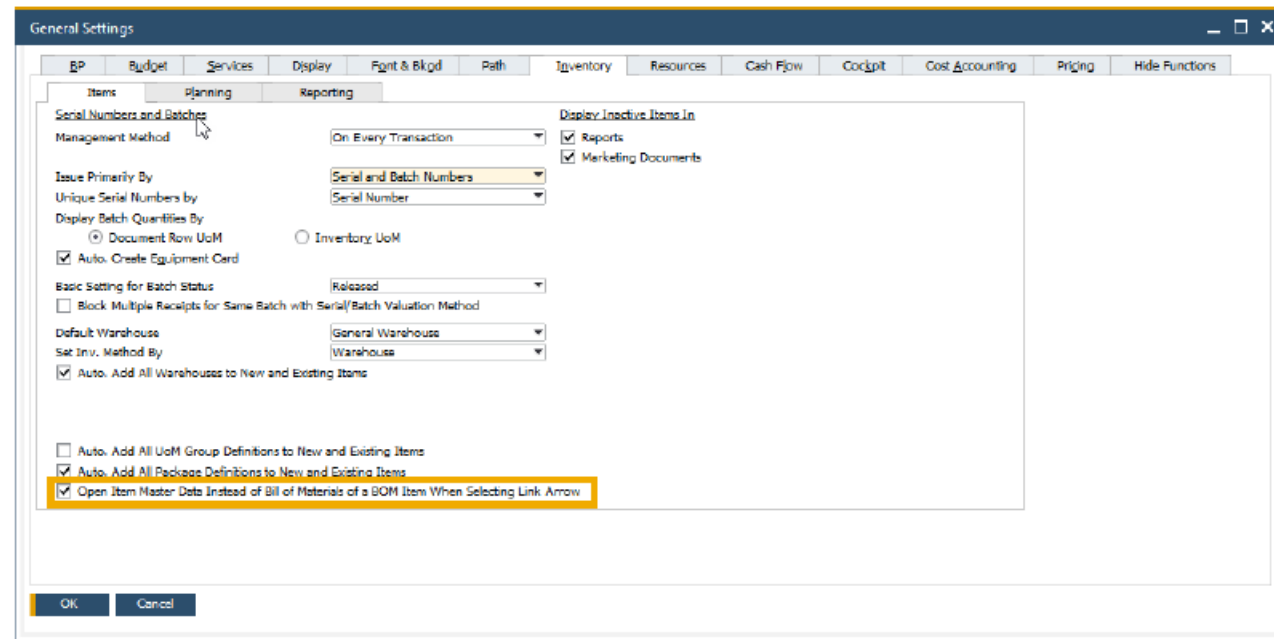 General Settings
BP Budget Services Display Font & Bkgd Path Inventory Resources Cash Flow Cockpit Cost Accounting Pricing Hide Functions
Items Planning Reporting
Serial Numbers and Batches Display Inactive Items In
Management Method On Every Transaction Reports
Marketing Documents
Issue Primarily By Serial and Batch Numbers
Unique Serial Numbers by Serial Number
Display Batch Quantities By
Document Row UoM Inventory UoM
Auto. Create Equipment Card
Basic Setting for Batch Status Released
Block Multiple Receipts for Same Batch with Serial/Batch Valuation Method
Default Warehouse General Warehouse
Set Inv. Method By Warehouse
Auto. Add All Warehouses to New and Existing Items
Auto. Add All UoM Group Definitions to New and Existing Items
Auto. Add All Package Definitions to New and Existing Items
Open Item Master Data Instead of Bill of Materials of a BOM Item When Selecting Link Arrow
OK Cancel